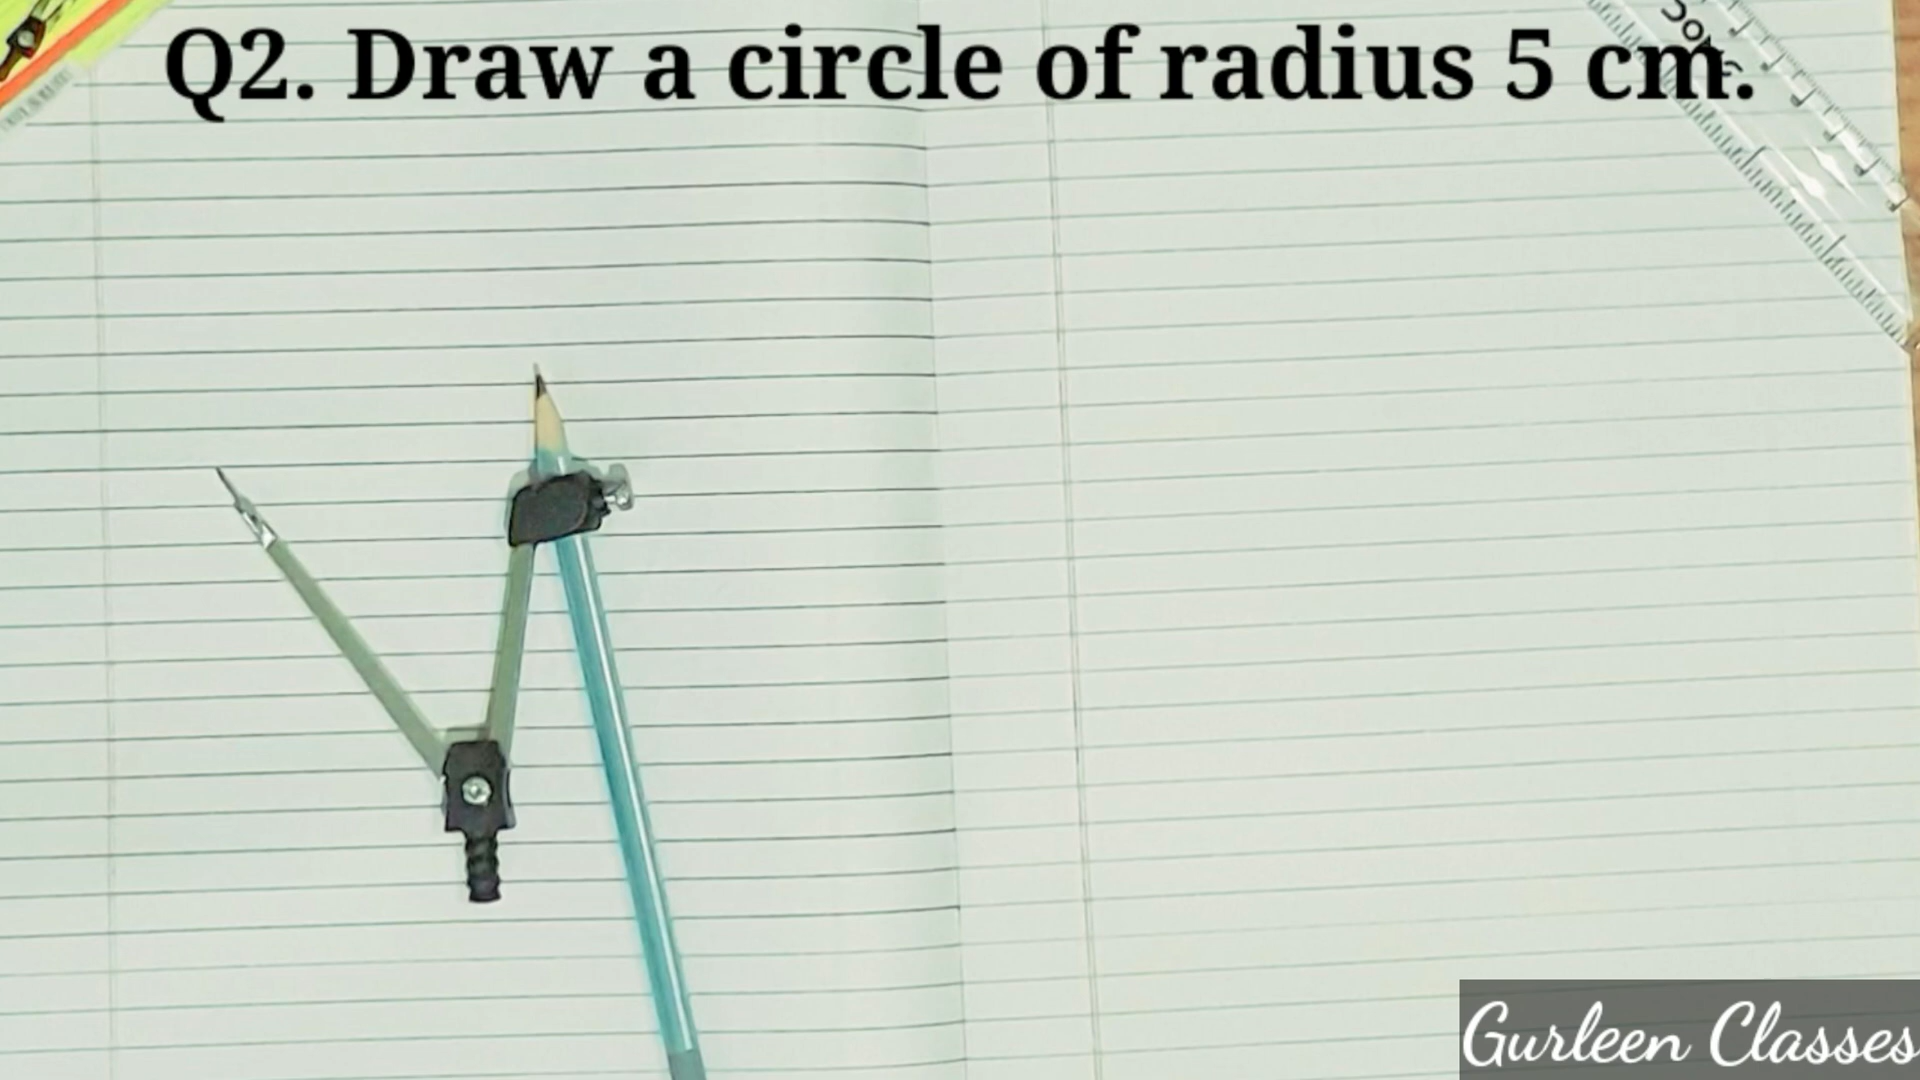 Q2. Draw a circle of radius 5 cm.
Gurleen Classes